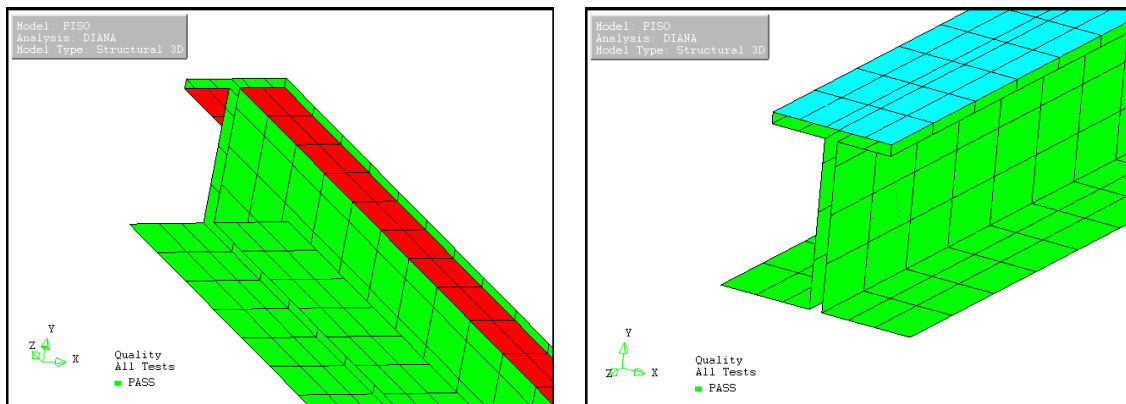 Model: PISO
Analysis: DIANA
Model Type: Structural 3D
Y
Z
X
Quality
All Tests
PASS
Model: PISO
Analysis: DIANA
Model Type: Structural 3D
Y
Z
X
Quality
All Tests
PASS